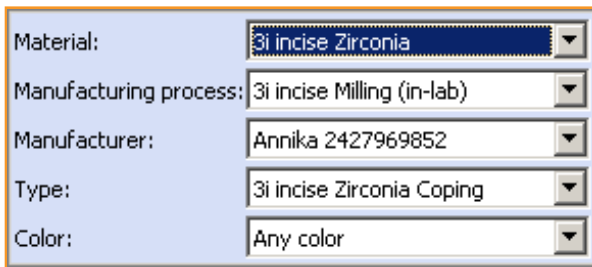 Material: 3i incise Zirconia
Manufacturing process: 3i incise Milling (in-lab)
Manufacturer: Annika 2427969852
Type: 3i incise Zirconia Coping
Color: Any color